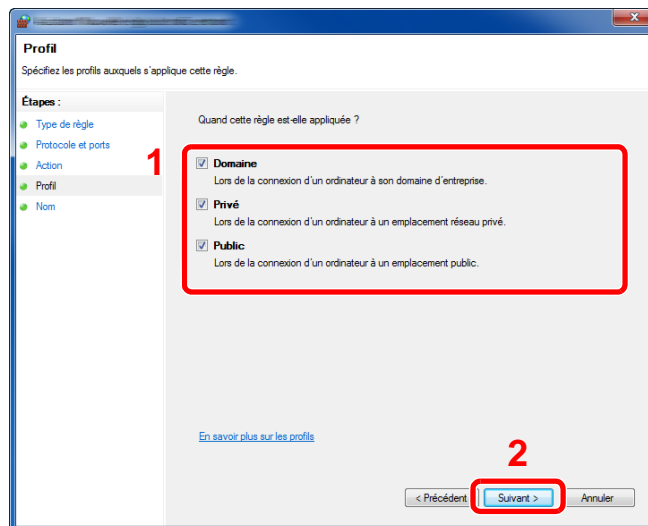 Profil
Spécifiez les profils auxquels s'applique cette règle.
Étapes :
Type de règle
Protocole et ports
Action
Profil
Nom
1
Quand cette règle est-elle appliquée ?
Domaine
Lors de la connexion d'un ordinateur à son domaine d'entreprise.
Privé
Lors de la connexion d'un ordinateur à un emplacement réseau privé.
Public
Lors de la connexion d'un ordinateur à un emplacement public.
En savoir plus sur les profils
2
< Précédent
Suivant >
Annuler